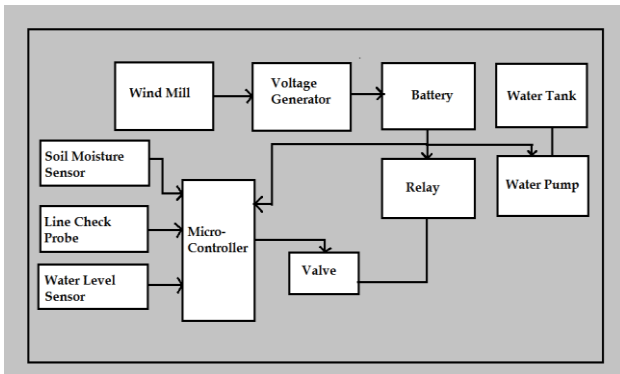 Wind Mill
Voltage
Generator
Battery
Water Tank
Soil Moisture
Sensor
Relay
Water Pump
Line Check
Probe
Micro-
Controller
Valve
Water Level
Sensor